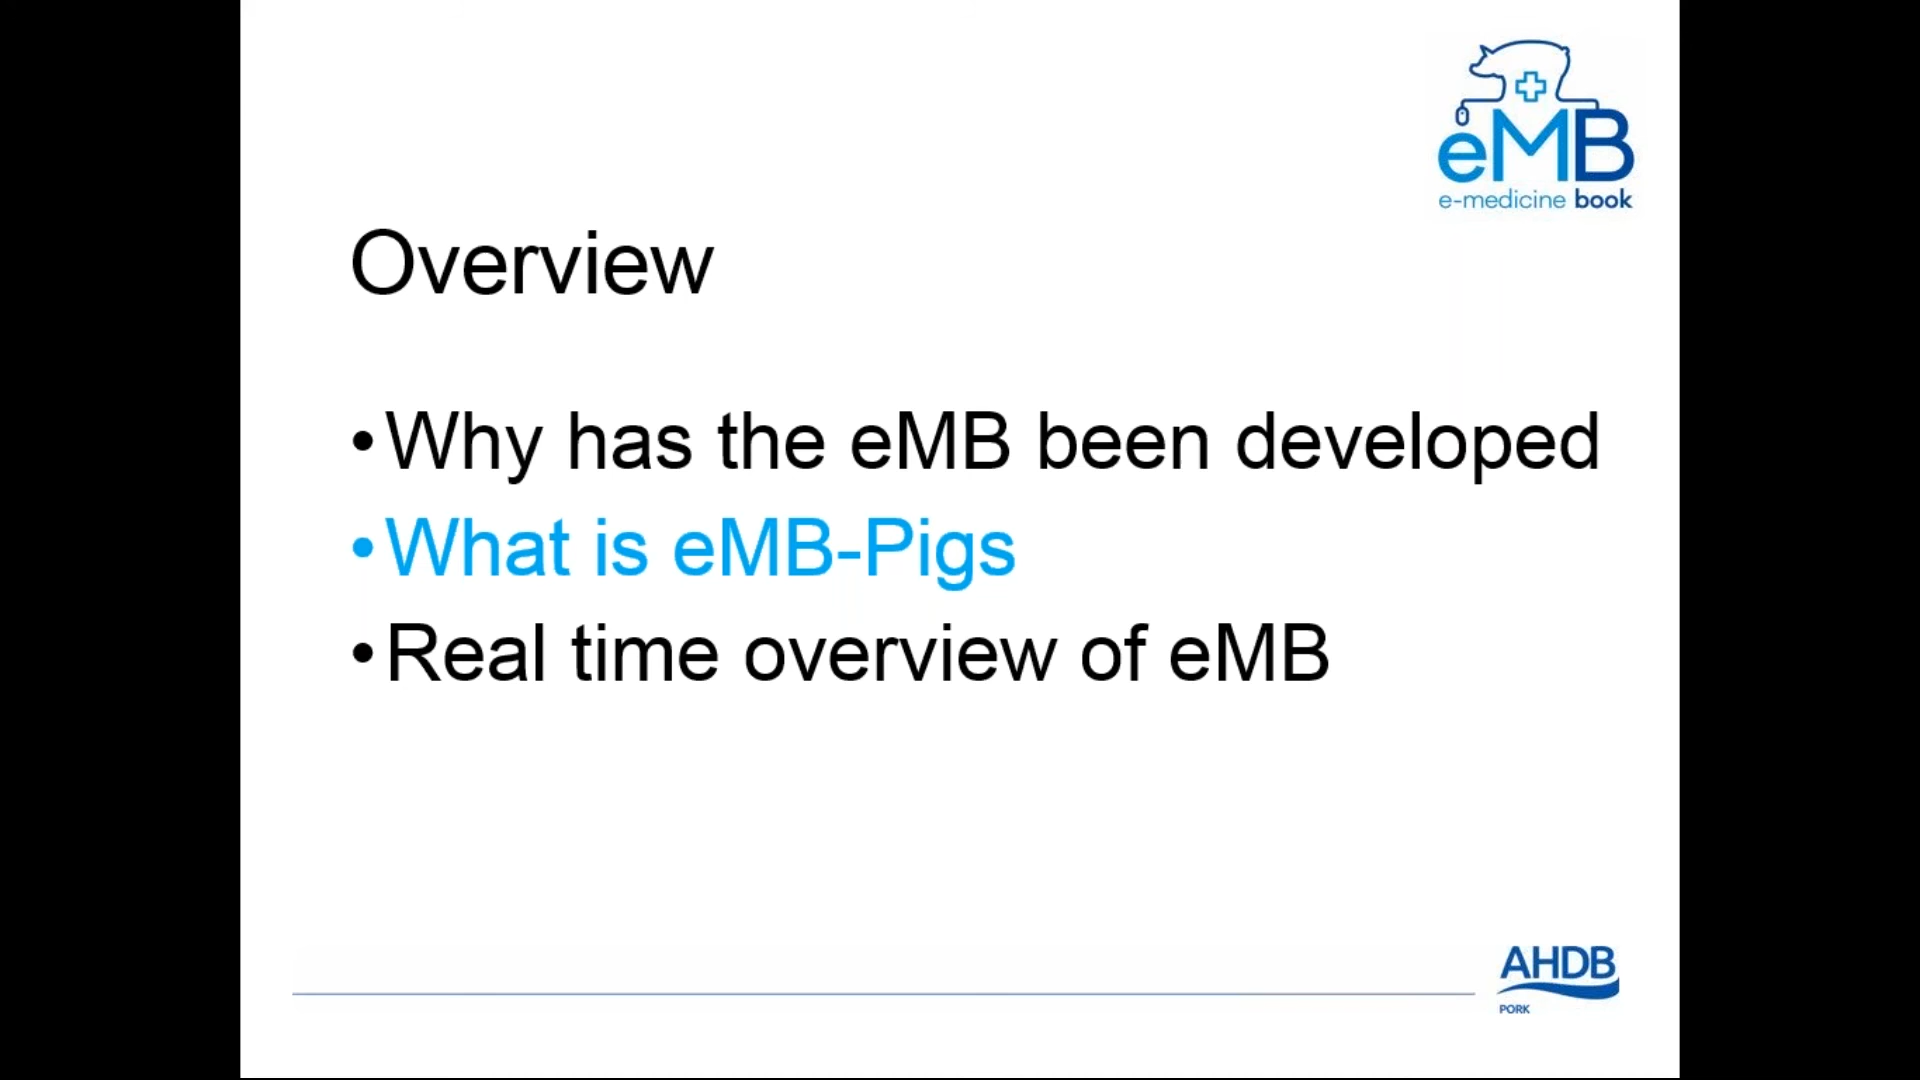 eMB
e-medicine book
Overview
•Why has the eMB been developed
•What is eMB-Pigs
•Real time overview of eMB
AHDB
PORK